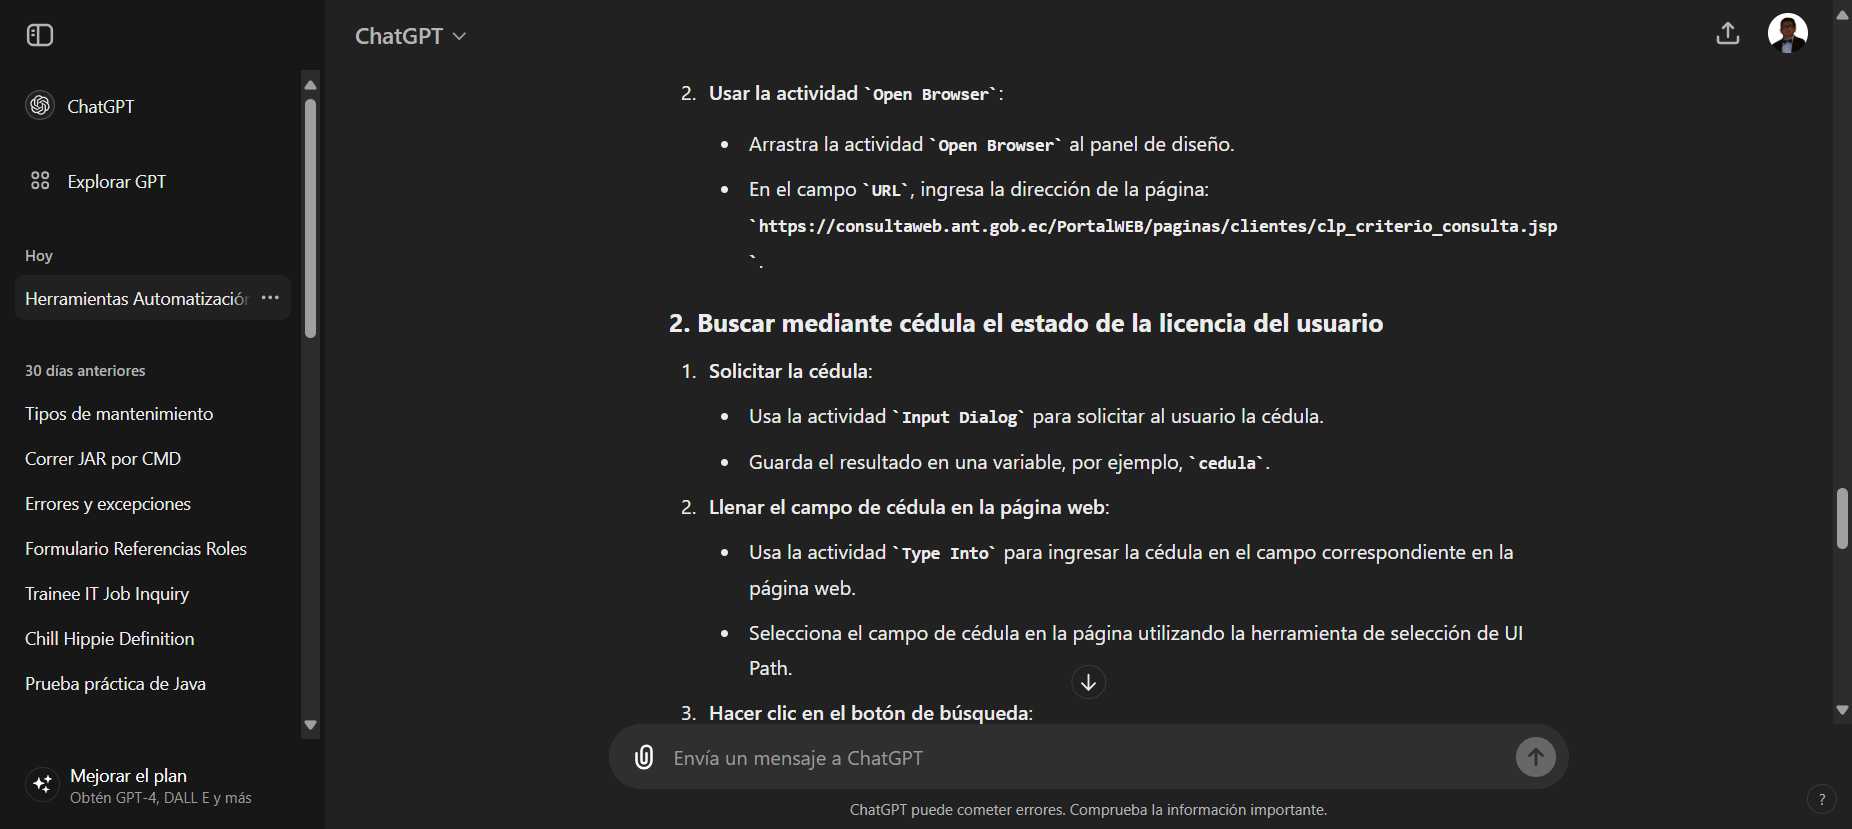 ChatGPT
Explorar GPT
Hoy
Herramientas Automatización
30 días anteriores
Tipos de mantenimiento
Correr JAR por CMD
Errores y excepciones
Formulario Referencias Roles
Trainee IT Job Inquiry
Chill Hippie Definition
Prueba práctica de Java
Mejorar el plan
Obtén GPT-4, DALL E y más
ChatGPT
2. Usar la actividad `Open Browser`:
• Arrastra la actividad `Open Browser` al panel de diseño.
• En el campo `URL`, ingresa la dirección de la página:
`https://consultaweb.ant.gob.ec/PortalWEB/paginas/clientes/clp_criterio_consulta.jsp
`.
2. Buscar mediante cédula el estado de la licencia del usuario
1. Solicitar la cédula:
• Usa la actividad `Input Dialog` para solicitar al usuario la cédula.
• Guarda el resultado en una variable, por ejemplo, `cedula`.
2. Llenar el campo de cédula en la página web:
• Usa la actividad `Type Into` para ingresar la cédula en el campo correspondiente en la
página web.
• Selecciona el campo de cédula en la página utilizando la herramienta de selección de UI
Path.
3. Hacer clic en el botón de búsqueda:
Envía un mensaje a ChatGPT
ChatGPT puede cometer errores. Comprueba la información importante.
?